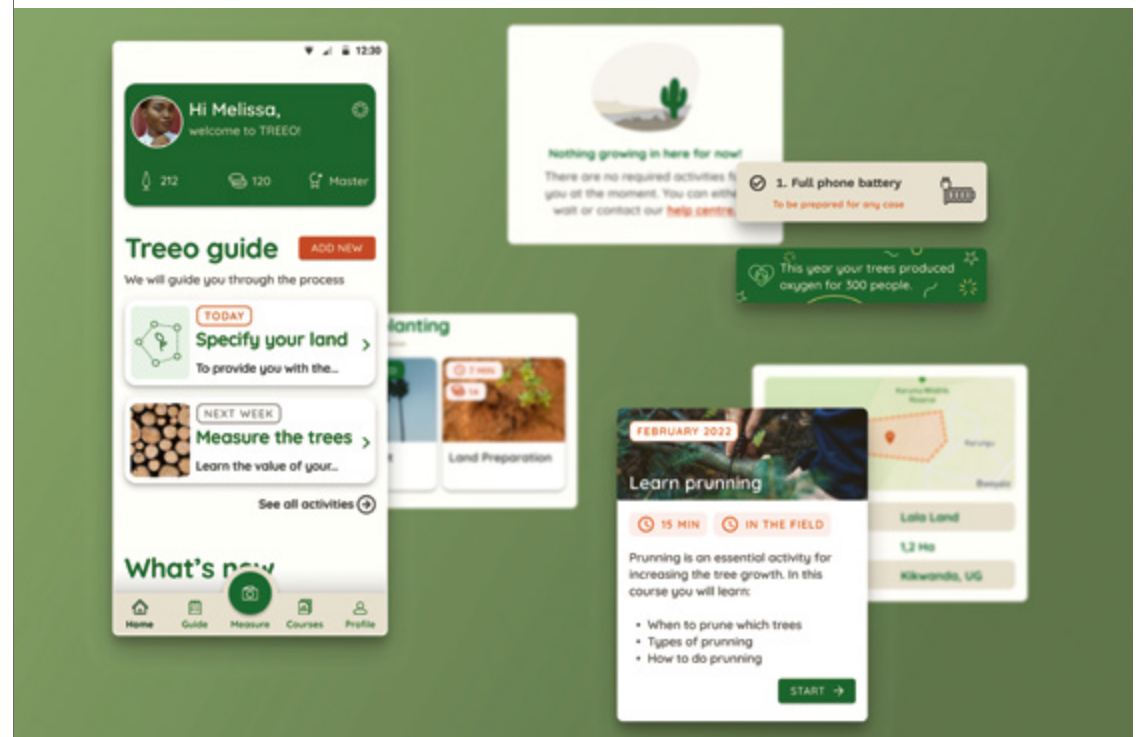 12:30
Hi Melissa,
welcome to TREEO!
212
120
Master
Treeo guide
ADD NEW
We will guide you through the process
TODAY
Specify your land
To provide you with the...
NEXT WEEK
Measure the trees
Learn the value of your...
See all activities
What's new
Home
Guide
Measure
Courses
Profile
lanting
7 MIN
14
t
Land Preparation
Nothing growing in here for now!
There are no required activities f
you at the moment. You can eith
wait or contact our help centre.
1. Full phone battery
To be prepared for any case
This year your trees produced
oxygen for 300 people.
FEBRUARY 2022
Learn prunning
15 MIN
IN THE FIELD
Prunning is an essential activity for
increasing the tree growth. In this
course you will learn:
• When to prune which trees
• Types of prunning
• How to do prunning
START
Reserve
Lala Land
1,2 Ha
Kikwanda, UG